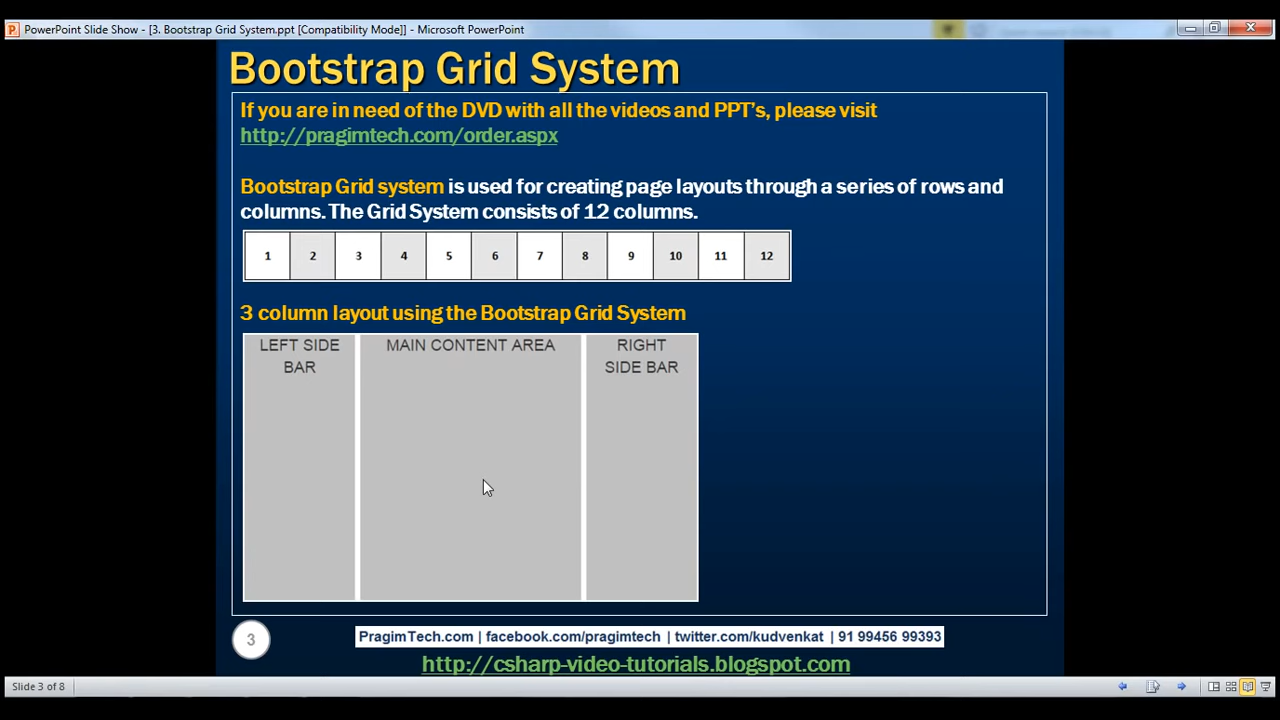 PowerPoint Slide Show - [3. Bootstrap Grid System.ppt [Compatibility Mode]] - Microsoft PowerPoint
Bootstrap Grid System
If you are in need of the DVD with all the videos and PPT's, please visit
http://pragimtech.com/order.aspx
Bootstrap Grid system is used for creating page layouts through a series of rows and
columns. The Grid System consists of 12 columns.
1 2 3 4 5 6 7 8 9 10 11 12
3 column layout using the Bootstrap Grid System
LEFT SIDE MAIN CONTENT AREA RIGHT
BAR SIDE BAR
3
PragimTech.com | facebook.com/pragimtech | twitter.com/kudvenkat | 91 99456 99393
http://csharp-video-tutorials.blogspot.com
Slide 3 of 8